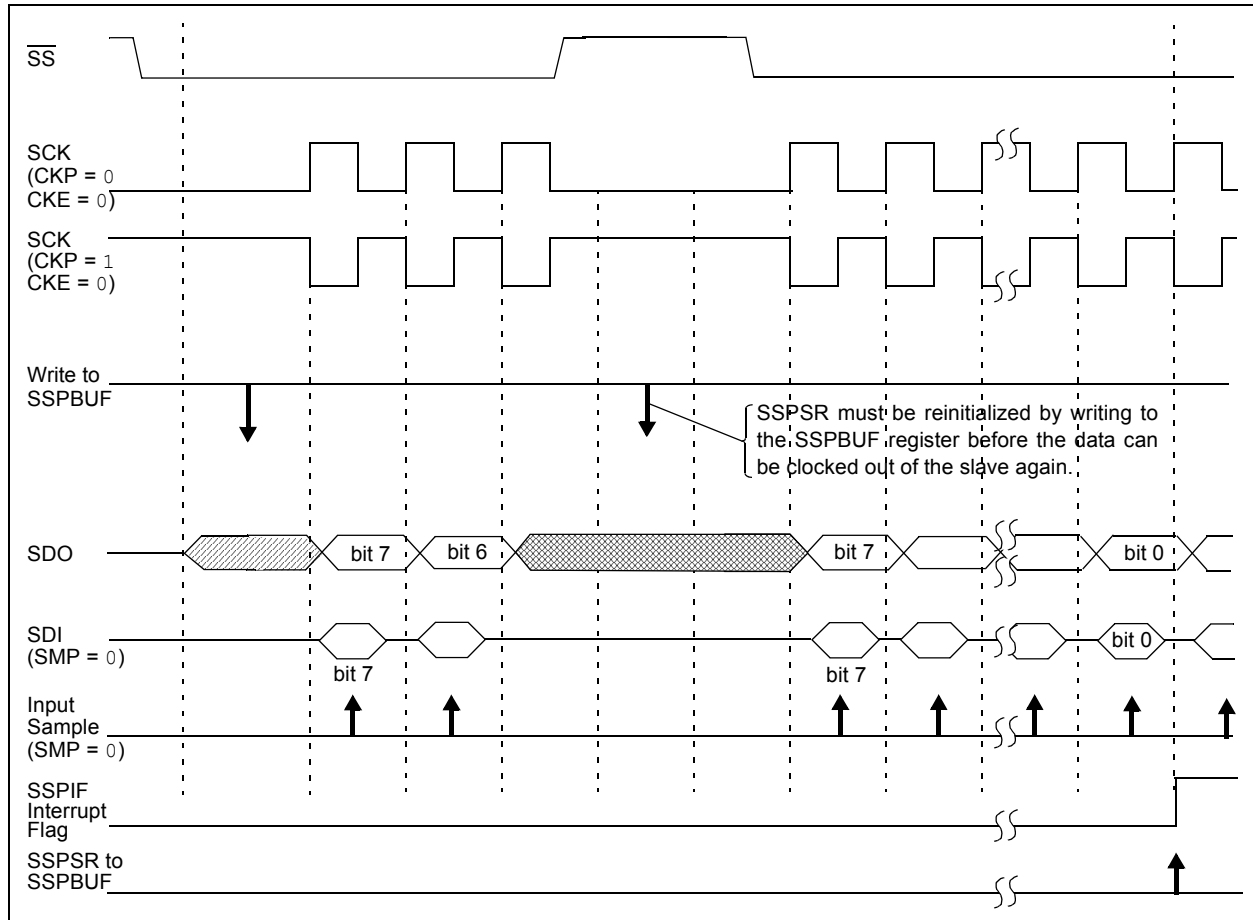 SS
SCK
(CKP = 0
CKE = 0)
SCK
(CKP = 1
CKE = 0)
Write to
SSPBUF
SSPSR must be reinitialized by writing to
the SSPBUF register before the data can
be clocked out of the slave again.
SDO
bit 7
bit 6
bit 7
bit 0
SDI
(SMP = 0)
bit 7
bit 7
bit 0
Input
Sample
(SMP = 0)
SSPIF
Interrupt
Flag
SSPSR to
SSPBUF